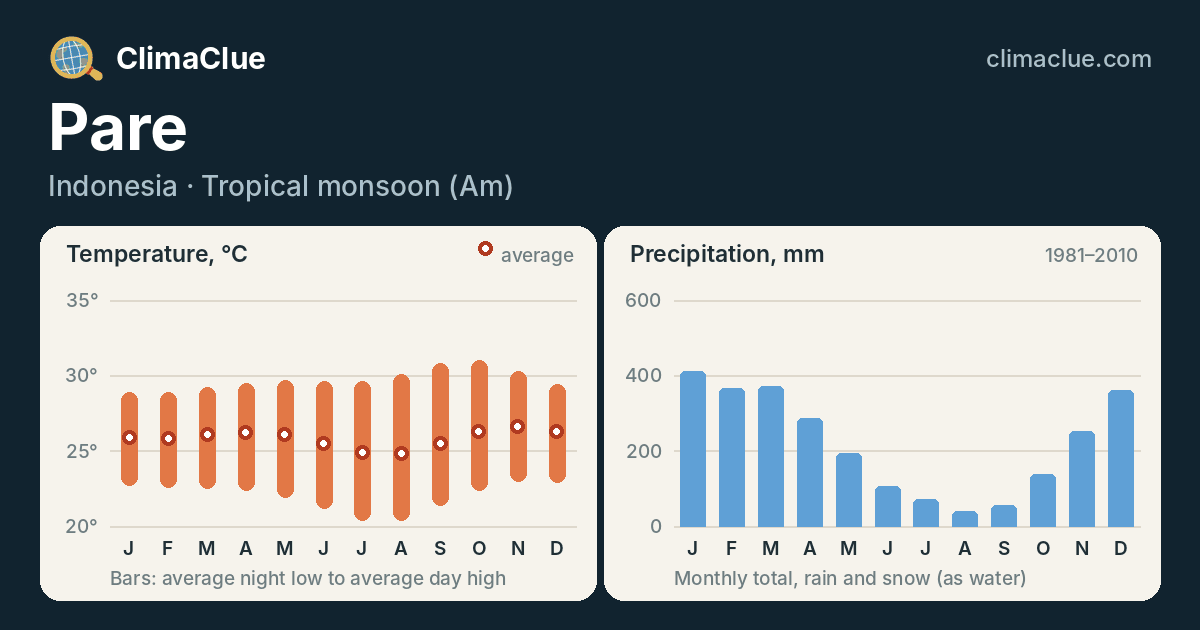 ClimaClue
climaclue.com
Pare
Indonesia · Tropical monsoon (Am)
Temperature, °C
average
35°
30°
25°
20°
J F M A M J J A S O N D
Bars: average night low to average day high
Precipitation, mm
1981–2010
600
400
200
0
J F M A M J J A S O N D
Monthly total, rain and snow (as water)